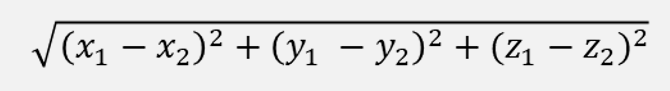 √(x₁ − x₂)² + (y₁ − y₂)² + (z₁ − z₂)²